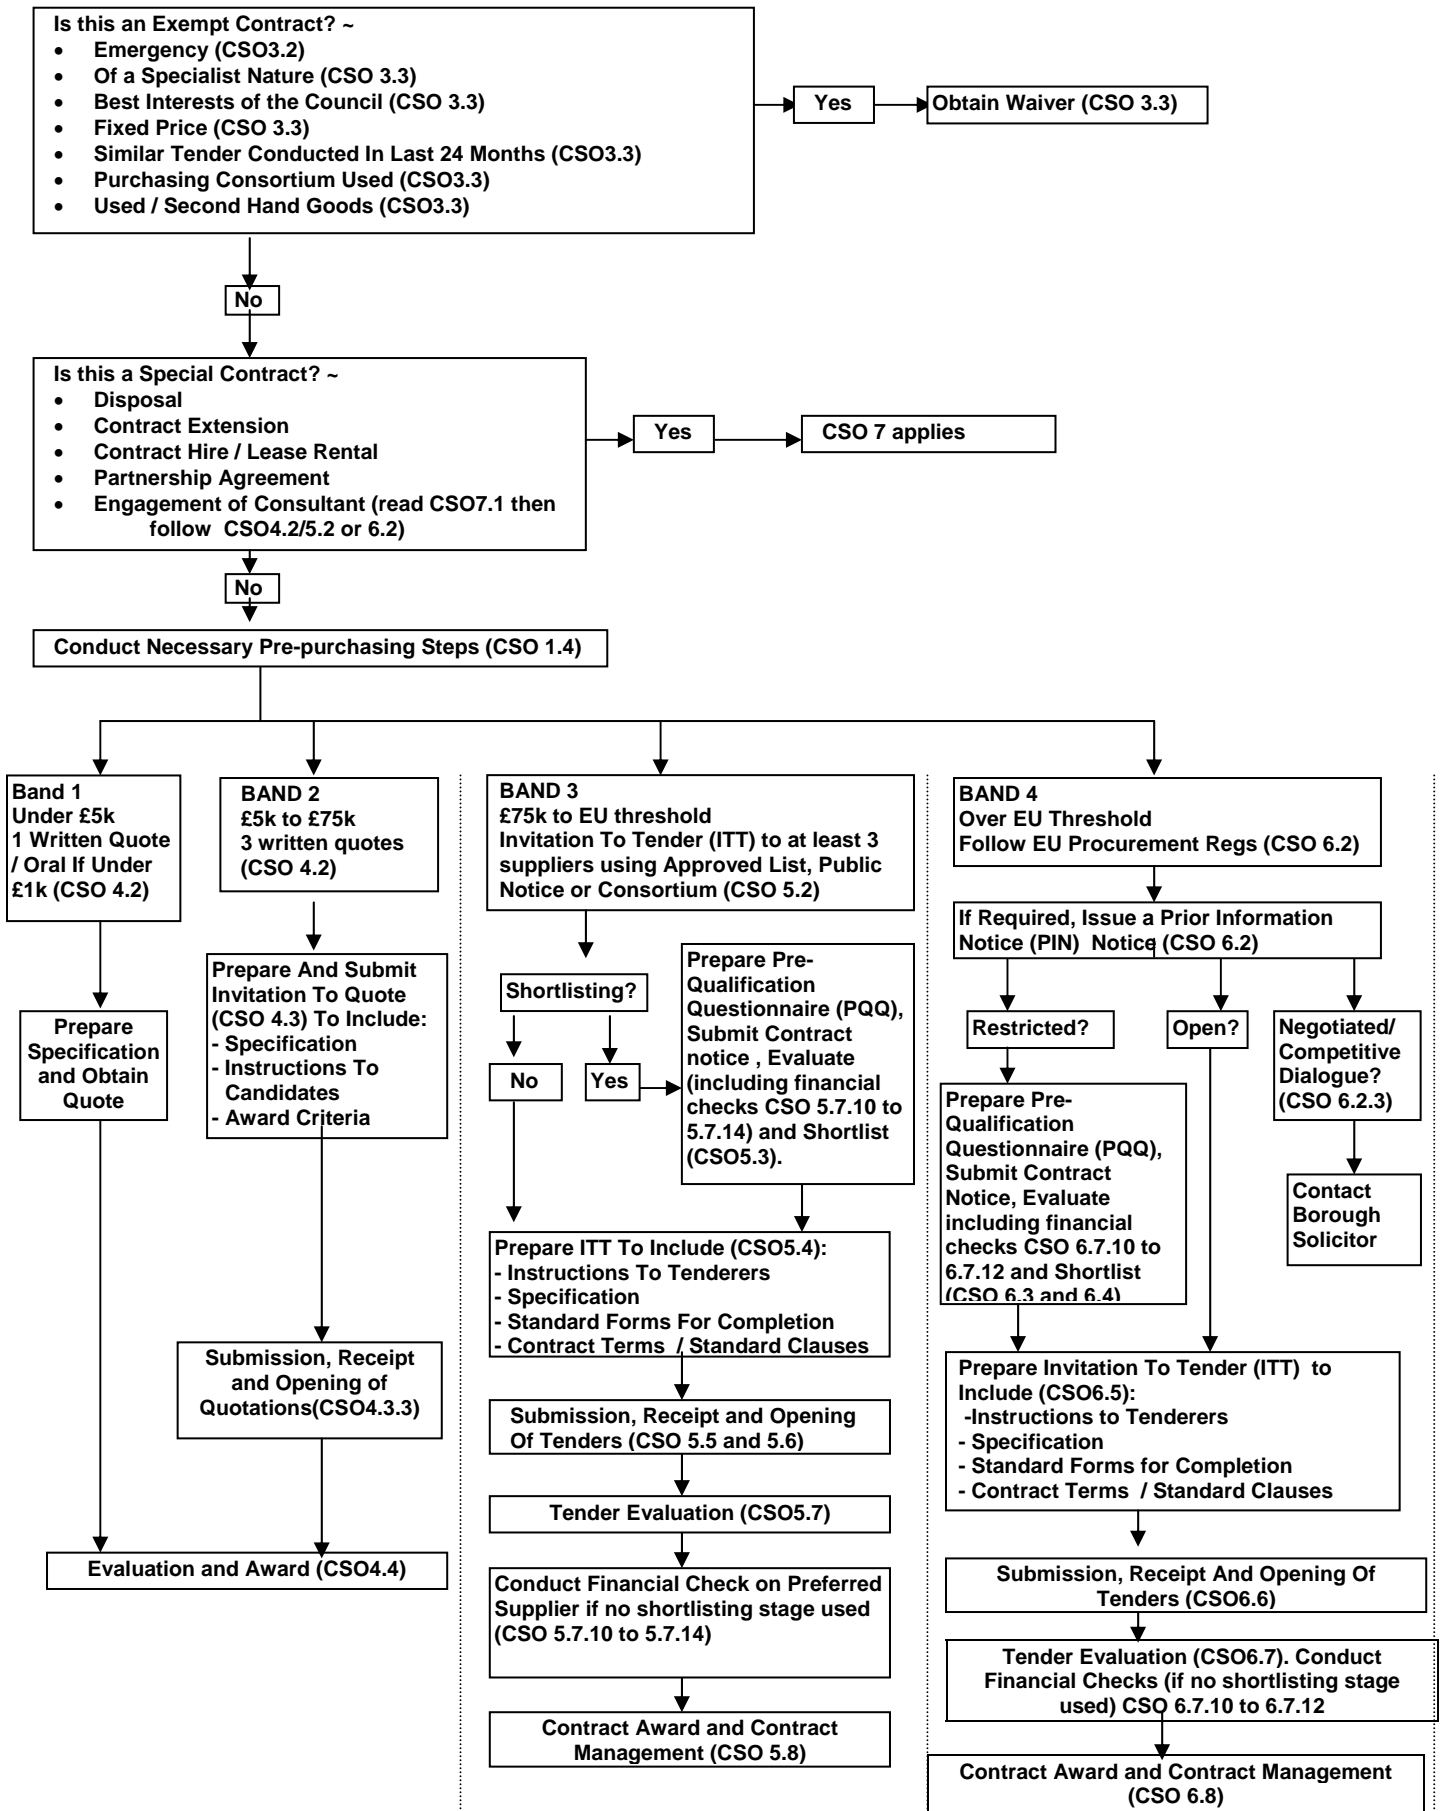 Is this an Exempt Contract? ~
• Emergency (CSO3.2)
• Of a Specialist Nature (CSO 3.3)
• Best Interests of the Council (CSO 3.3)
• Fixed Price (CSO 3.3)
• Similar Tender Conducted In Last 24 Months (CSO3.3)
• Purchasing Consortium Used (CSO3.3)
• Used / Second Hand Goods (CSO3.3)
Yes
Obtain Waiver (CSO 3.3)
No
Is this a Special Contract? ~
• Disposal
• Contract Extension
• Contract Hire / Lease Rental
• Partnership Agreement
• Engagement of Consultant (read CSO7.1 then
follow CSO4.2/5.2 or 6.2)
Yes
CSO 7 applies
No
Conduct Necessary Pre-purchasing Steps (CSO 1.4)
Band 1
Under £5k
1 Written Quote
/ Oral If Under
£1k (CSO 4.2)
Prepare
Specification
and Obtain
Quote
BAND 2
£5k to £75k
3 written quotes
(CSO 4.2)
Prepare And Submit
Invitation To Quote
(CSO 4.3) To Include:
- Specification
- Instructions To
Candidates
- Award Criteria
Submission, Receipt
and Opening of
Quotations(CSO4.3.3)
Evaluation and Award (CSO4.4)
BAND 3
£75k to EU threshold
Invitation To Tender (ITT) to at least 3
suppliers using Approved List, Public
Notice or Consortium (CSO 5.2)
Shortlisting?
No
Yes
Prepare Pre-
Qualification
Questionnaire (PQQ),
Submit Contract
notice , Evaluate
(including financial
checks CSO 5.7.10 to
5.7.14) and Shortlist
(CSO5.3).
Prepare ITT To Include (CSO5.4):
- Instructions To Tenderers
- Specification
- Standard Forms For Completion
- Contract Terms / Standard Clauses
Submission, Receipt and Opening
Of Tenders (CSO 5.5 and 5.6)
Tender Evaluation (CSO5.7)
Conduct Financial Check on Preferred
Supplier if no shortlisting stage used
(CSO 5.7.10 to 5.7.14)
Contract Award and Contract
Management (CSO 5.8)
BAND 4
Over EU Threshold
Follow EU Procurement Regs (CSO 6.2)
If Required, Issue a Prior Information
Notice (PIN) Notice (CSO 6.2)
Restricted?
Open?
Negotiated/
Competitive
Dialogue?
(CSO 6.2.3)
Contact
Borough
Solicitor
Prepare Pre-
Qualification
Questionnaire (PQQ),
Submit Contract
Notice, Evaluate
including financial
checks CSO 6.7.10 to
6.7.12 and Shortlist
(CSO 6.3 and 6.4)
Prepare Invitation To Tender (ITT) to
Include (CSO6.5):
-Instructions to Tenderers
- Specification
- Standard Forms for Completion
- Contract Terms / Standard Clauses
Submission, Receipt And Opening Of
Tenders (CSO6.6)
Tender Evaluation (CSO6.7). Conduct
Financial Checks (if no shortlisting stage
used) CSO 6.7.10 to 6.7.12
Contract Award and Contract Management
(CSO 6.8)